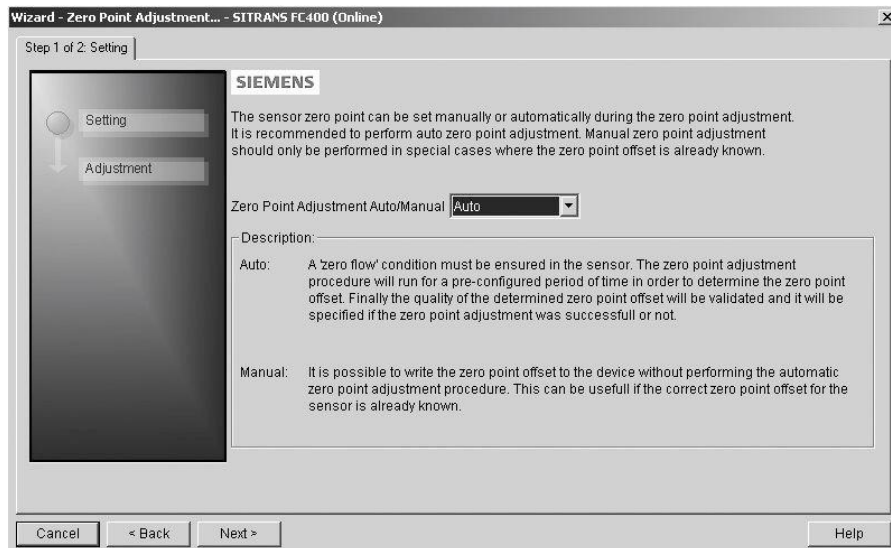 Wizard - Zero Point Adjustment... - SITRANS FC400 (Online)
Step 1 of 2: Setting
SIEMENS
Setting
Adjustment
The sensor zero point can be set manually or automatically during the zero point adjustment.
It is recommended to perform auto zero point adjustment. Manual zero point adjustment
should only be performed in special cases where the zero point offset is already known.
Zero Point Adjustment Auto/Manual Auto
Description:
Auto: A 'zero flow' condition must be ensured in the sensor. The zero point adjustment
procedure will run for a pre-configured period of time in order to determine the zero point
offset. Finally the quality of the determined zero point offset will be validated and it will be
specified if the zero point adjustment was successfull or not.
Manual: It is possible to write the zero point offset to the device without performing the automatic
zero point adjustment procedure. This can be usefull if the correct zero point offset for the
sensor is already known.
Cancel < Back Next > Help